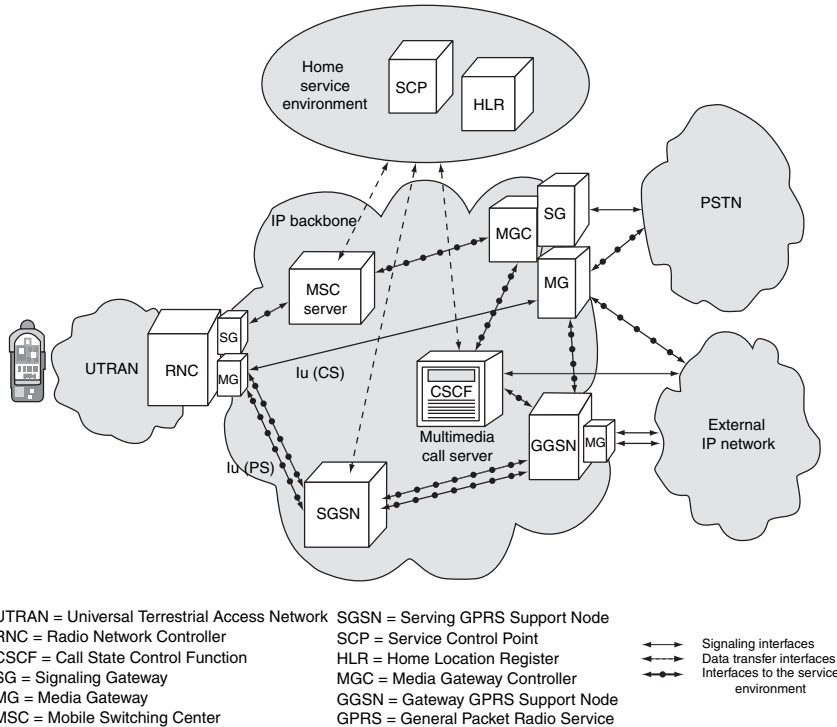 Home
service
environment
SCP
HLR
IP backbone
MGC
SG
PSTN
MSC
server
MG
SG
UTRAN
RNC
MG
Iu (CS)
CSCF
Multimedia
call server
GGSN
MG
External
IP network
Iu (PS)
SGSN
UTRAN = Universal Terrestrial Access Network
RNC = Radio Network Controller
CSCF = Call State Control Function
SG = Signaling Gateway
MG = Media Gateway
MSC = Mobile Switching Center
SGSN = Serving GPRS Support Node
SCP = Service Control Point
HLR = Home Location Register
MGC = Media Gateway Controller
GGSN = Gateway GPRS Support Node
GPRS = General Packet Radio Service
Signaling interfaces
Data transfer interfaces
Interfaces to the service
environment